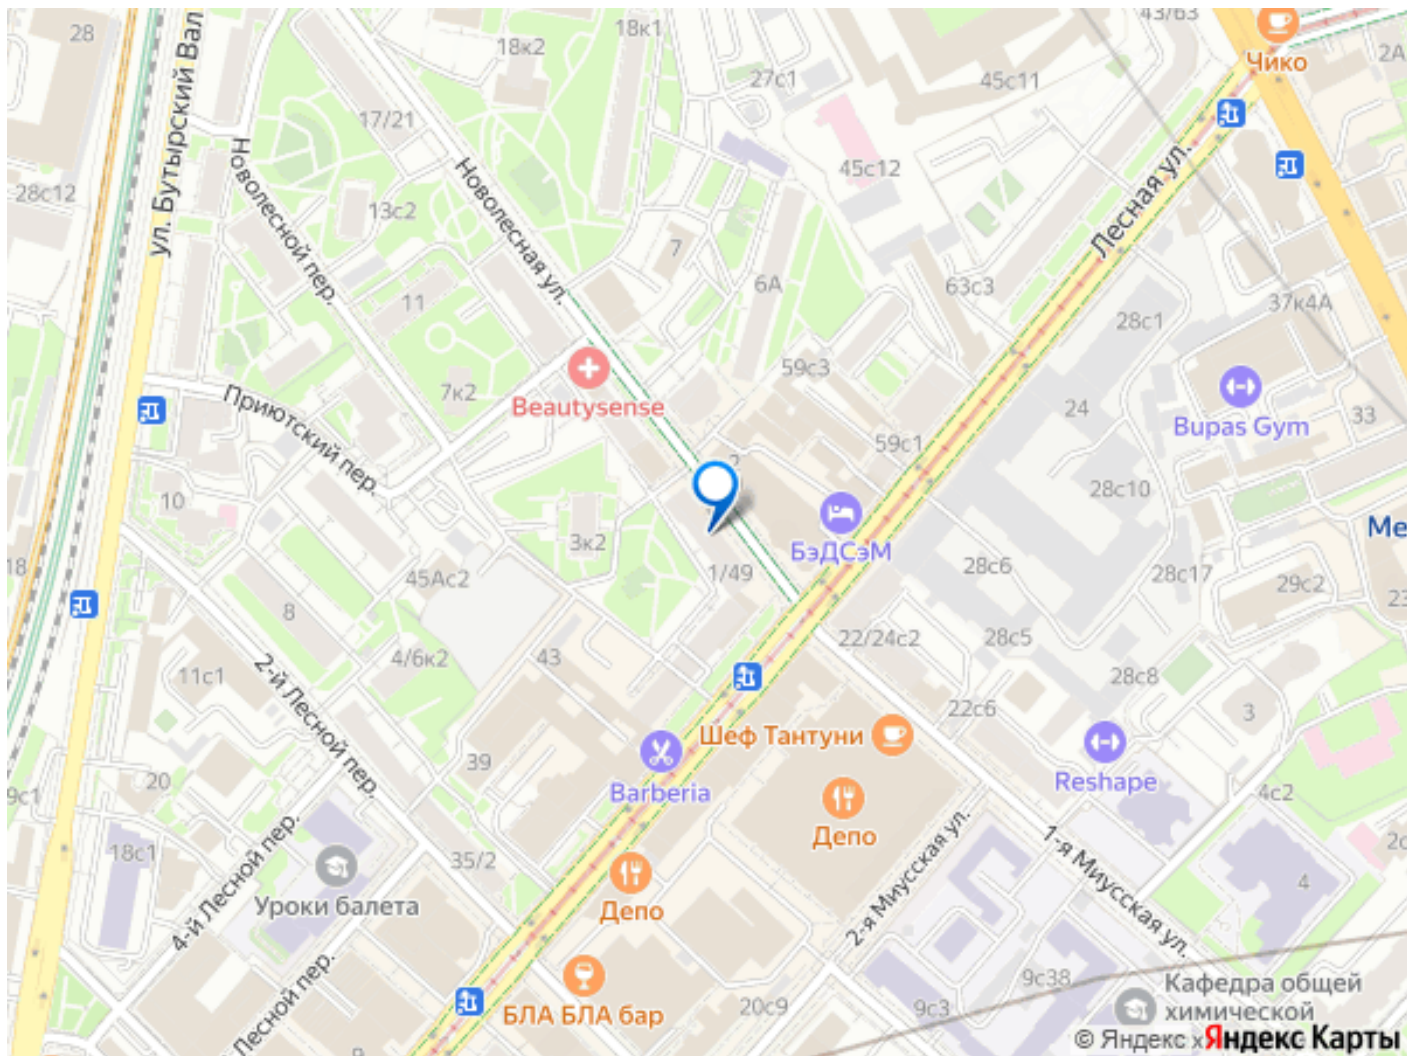 28
ул. Бутырский Вал
18к2
18к1
43/63
Чико
2А
27с1
45с11
17/21
Новолесной пер.
Новолесная ул.
45с12
Лесная ул.
28с12
13с2
7
6А
63с3
37к4А
11
28с1
59с3
7к2
Beautysense
Приютский пер.
24
Bupas Gym
33
59с1
2
10
28с10
БэДСэМ
Ме
3к2
18
45Ас2
1/49
28с6
28с17
29с2
23
8
4/6к2
43
22/24с2
28с5
11с1
2-й Лесной пер.
28с8
22с6
3
Шеф Тантуни
39
Barberia
Reshape
20
9с1
4с2
Депо
2-я Миусская ул.
1-я Миусская ул.
2с
18с1
35/2
4-й Лесной пер.
Уроки балета
Депо
4
Лесной пер.
БЛА БЛА бар
20с9
9с3
9с38
Кафедра общей
химической
9
© Яндекс Яндекс Карты